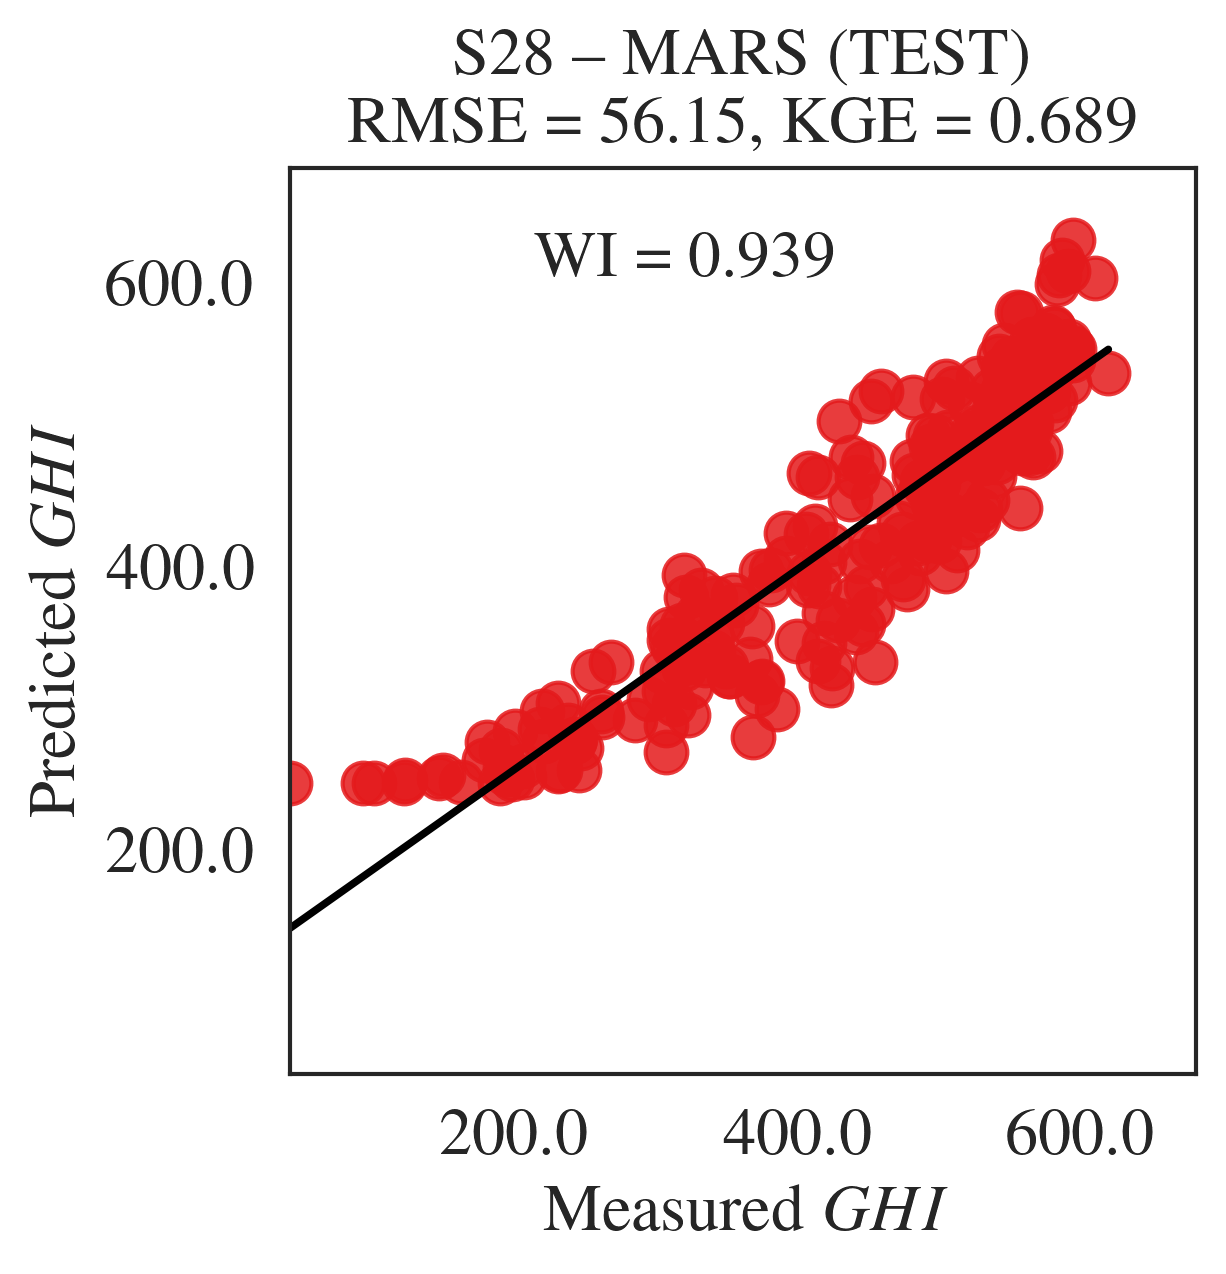 S28 – MARS (TEST)
RMSE = 56.15, KGE = 0.689
WI = 0.939
600.0
400.0
200.0
Predicted GHI
200.0 400.0 600.0
Measured GHI